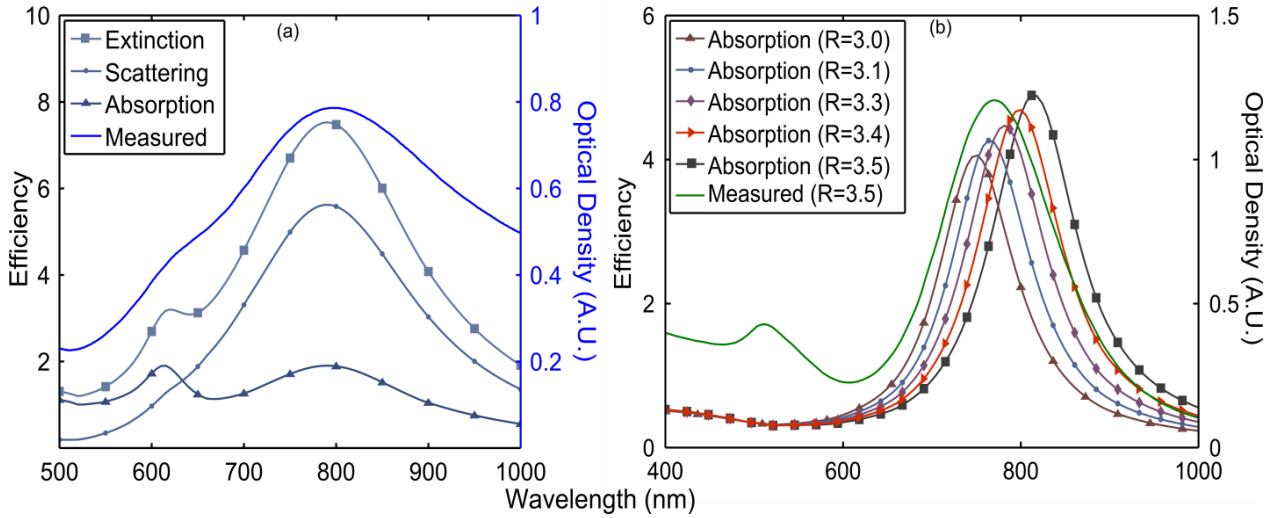 (a)
Extinction
Scattering
Absorption
Measured
10
8
6
4
2
Efficiency
1
0.8
0.6
0.4
0.2
Optical Density (A.U.)
500
600
700
800
900
1000
(b)
Absorption (R=3.0)
Absorption (R=3.1)
Absorption (R=3.3)
Absorption (R=3.4)
Absorption (R=3.5)
Measured (R=3.5)
6
4
2
0
Efficiency
1.5
1
0.5
0
Optical Density (A.U.)
400
600
800
1000
Wavelength (nm)